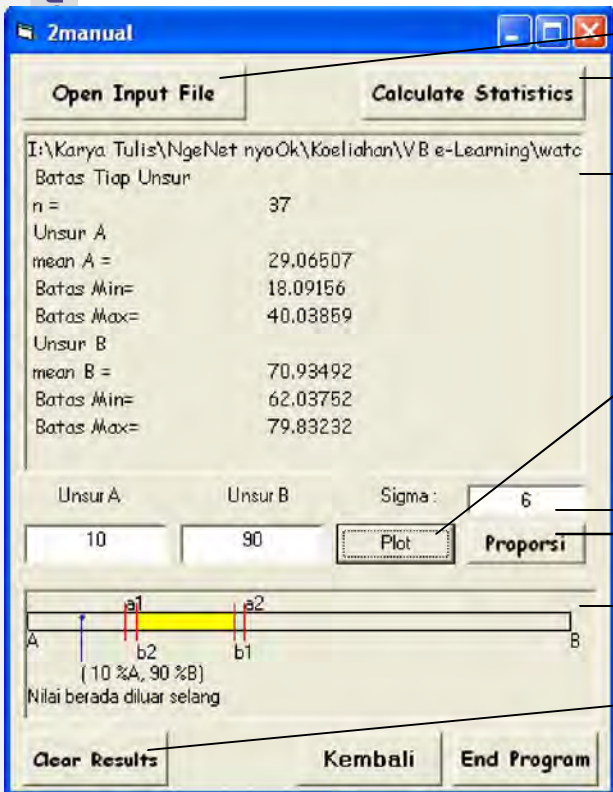 2manual
Open Input File
Calculate Statistics
I:\Karya Tulis\NgeNet nyoOk\Koeliahan\VB e-Learning\watc
Batas Tiap Unsur
n = 37
Unsur A
mean A = 29.06507
Batas Min= 18.09156
Batas Max= 40.03859
Unsur B
mean B = 70.93492
Batas Min= 62.03752
Batas Max= 79.83232
Unsur A Unsur B Sigma : 6
10 90 Plot Proporsi
a1 a2
A b2 b1 B
( 10 %A, 90 %B)
Nilai berada diluar selang
Clear Results Kembali End Program